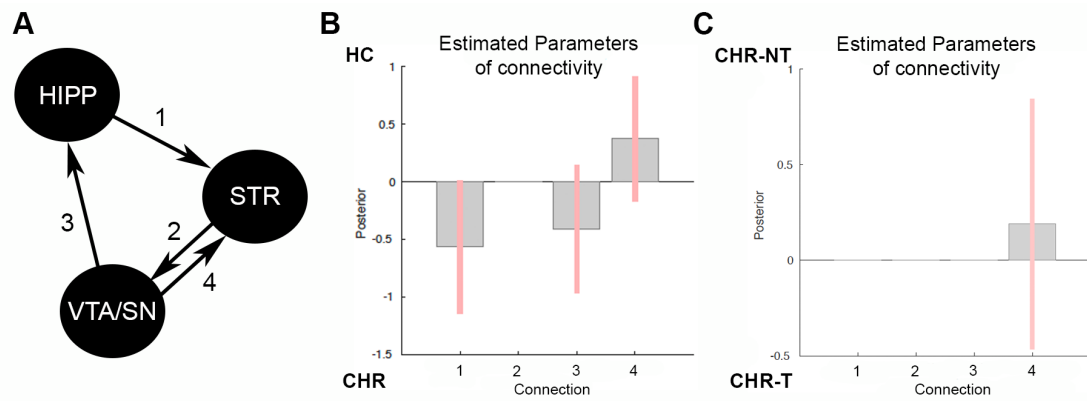 A
HIPP
1
STR
3
2
4
VTA/SN
B
HC
Estimated Parameters
of connectivity
1
0.5
0
-0.5
-1
-1.5
Posterior
1 2 3 4
Connection
CHR
C
CHR-NT
Estimated Parameters
of connectivity
1
0.5
0
-0.5
Posterior
1 2 3 4
Connection
CHR-T